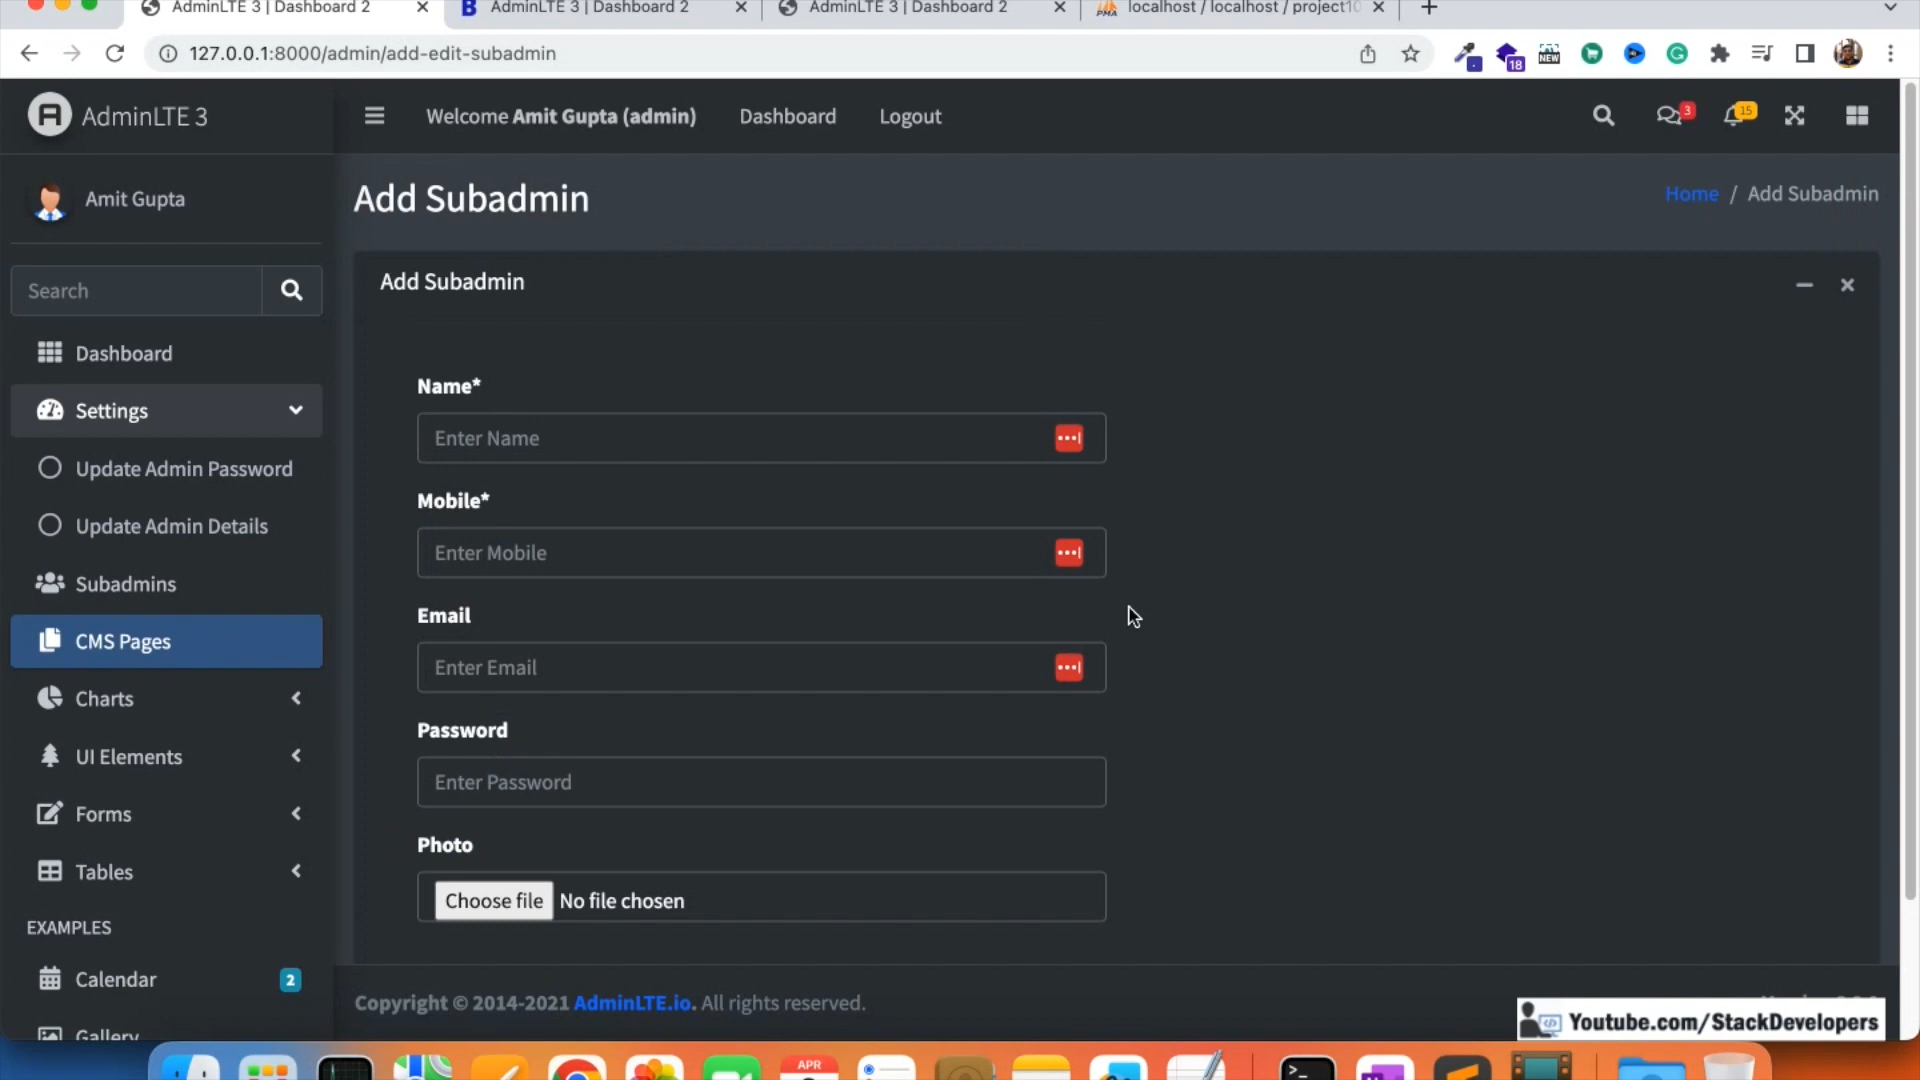 AdminLTE 3 | Dashboard 2
AdminLTE 3 | Dashboard 2
AdminLTE 3 | Dashboard 2
localhost / localhost / project10
127.0.0.1:8000/admin/add-edit-subadmin
18
NEW
AdminLTE 3
Welcome Amit Gupta (admin)
Dashboard
Logout
3
15
Amit Gupta
Add Subadmin
Home / Add Subadmin
Search
Add Subadmin
Dashboard
Settings
Update Admin Password
Update Admin Details
Subadmins
CMS Pages
Charts
UI Elements
Forms
Tables
EXAMPLES
Calendar
2
Gallery
Name*
Enter Name
Mobile*
Enter Mobile
Email
Enter Email
Password
Enter Password
Photo
Choose file No file chosen
Copyright © 2014-2021 AdminLTE.io. All rights reserved.
Youtube.com/StackDevelopers
APR